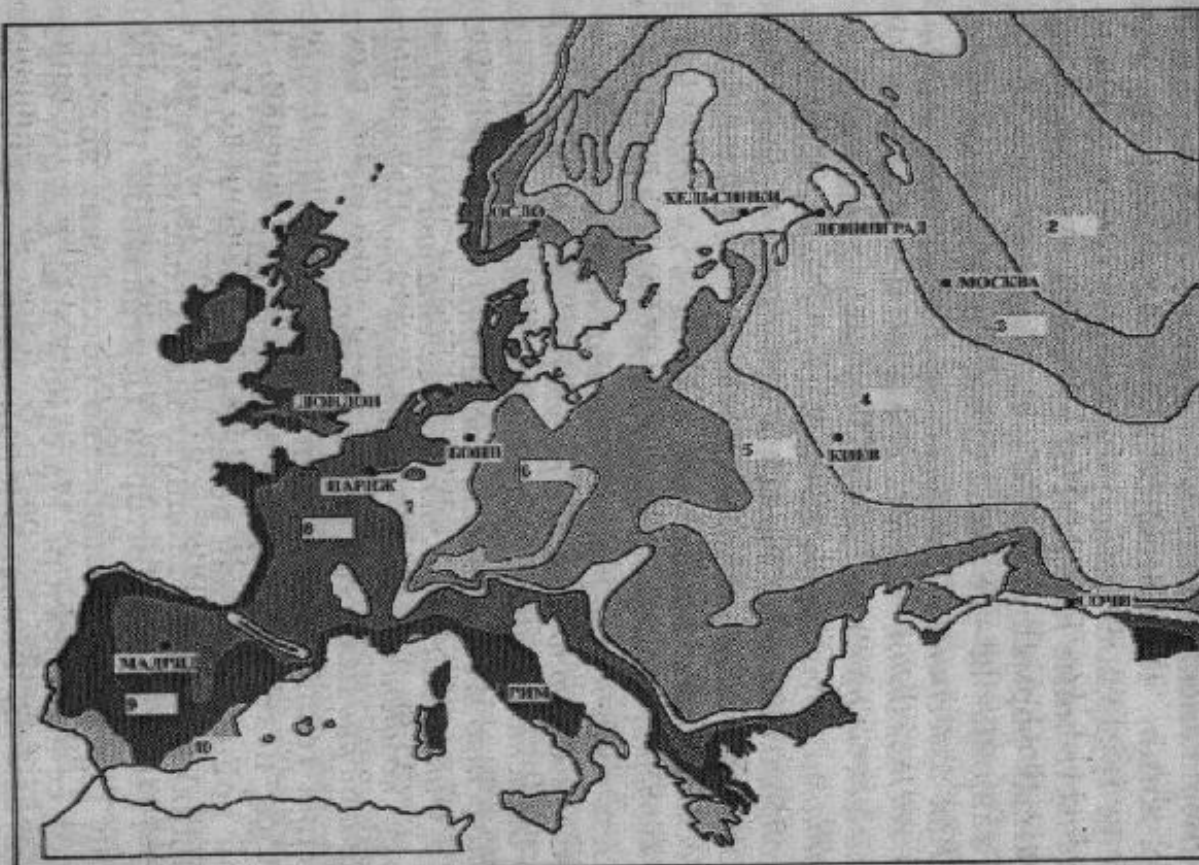 ХЕЛЬСИНКИ
ОСЛО
ЛЕНИНГРАД
2
МОСКВА
3
ЛОНДОН
4
БОНН
КИЕВ
5
6
ПАРИЖ
7
8
СОЧИ
МАДРИД
РИМ
9
10